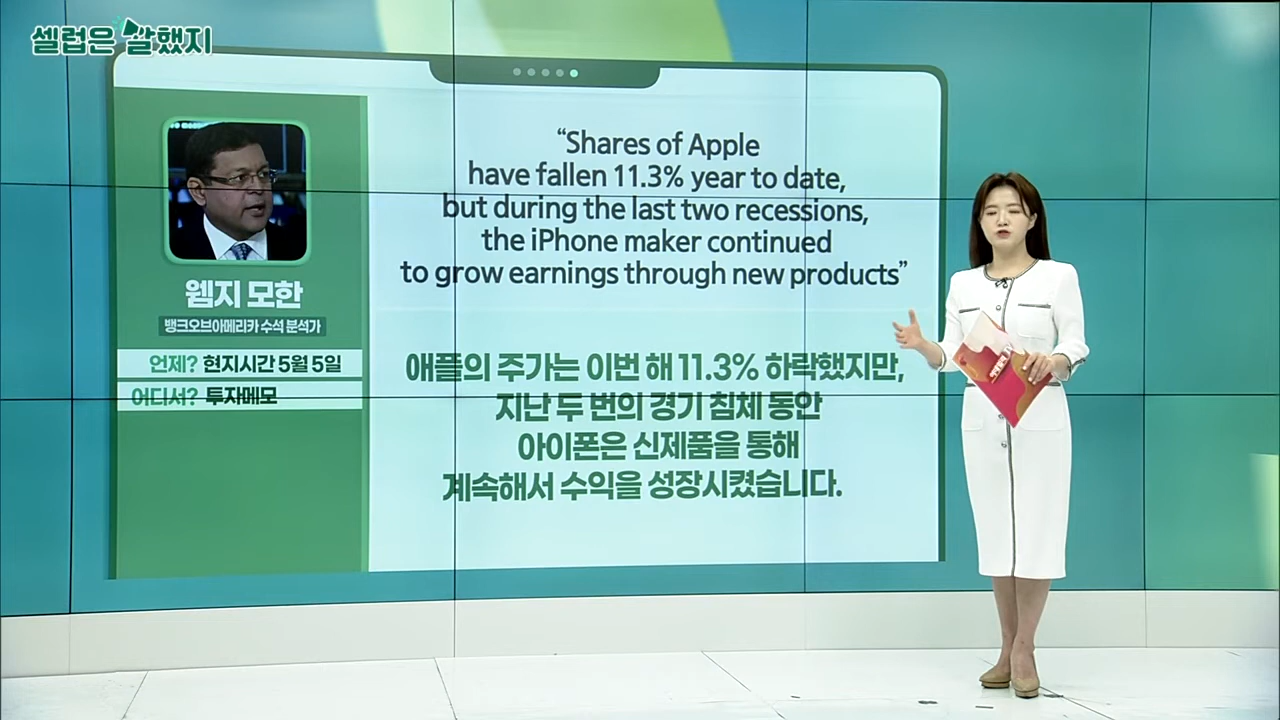 셀럽은 말했지
웸지 모한
뱅크오브아메리카 수석 분석가
언제? 현지시간 5월 5일
어디서? 투자메모
“Shares of Apple
have fallen 11.3% year to date,
but during the last two recessions,
the iPhone maker continued
to grow earnings through new products”
애플의 주가는 이번 해 11.3% 하락했지만,
지난 두 번의 경기 침체 동안
아이폰은 신제품을 통해
계속해서 수익을 성장시켰습니다.